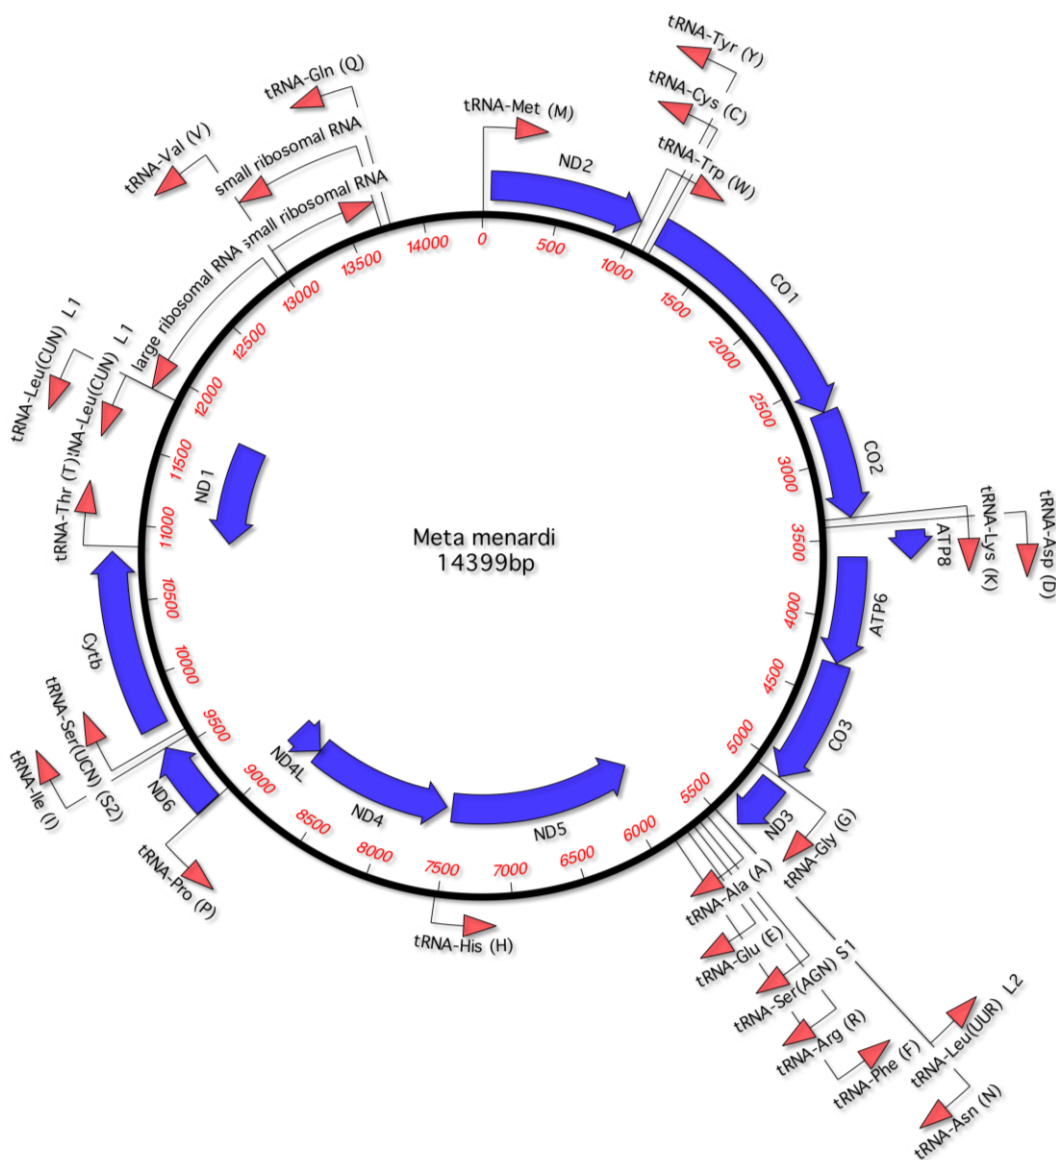 Meta menardi
14399bp
tRNA-Met (M)
ND2
tRNA-Tyr (Y)
tRNA-Cys (C)
tRNA-Trp (W)
CO1
CO2
tRNA-Lys (K)
tRNA-Asp (D)
ATP8
ATP6
CO3
tRNA-Gly (G)
ND3
tRNA-Leu(UUR) L2
tRNA-Asn (N)
tRNA-Ala (A)
tRNA-Glu (E)
tRNA-Ser(AGN) S1
tRNA-Arg (R)
tRNA-Phe (F)
ND5
tRNA-His (H)
ND4
ND4L
tRNA-Pro (P)
ND6
tRNA-Ser(UCN) (S2)
tRNA-Ile (I)
Cytb
tRNA-Thr (T)
NA-Leu(CUN) L1
tRNA-Leu(CUN) L1
ND1
large ribosomal RNA
small ribosomal RNA
small ribosomal RNA
tRNA-Val (V)
tRNA-Gln (Q)
0
500
1000
1500
2000
2500
3000
3500
4000
4500
5000
5500
6000
6500
7000
7500
8000
8500
9000
9500
10000
10500
11000
11500
12000
12500
13000
13500
14000